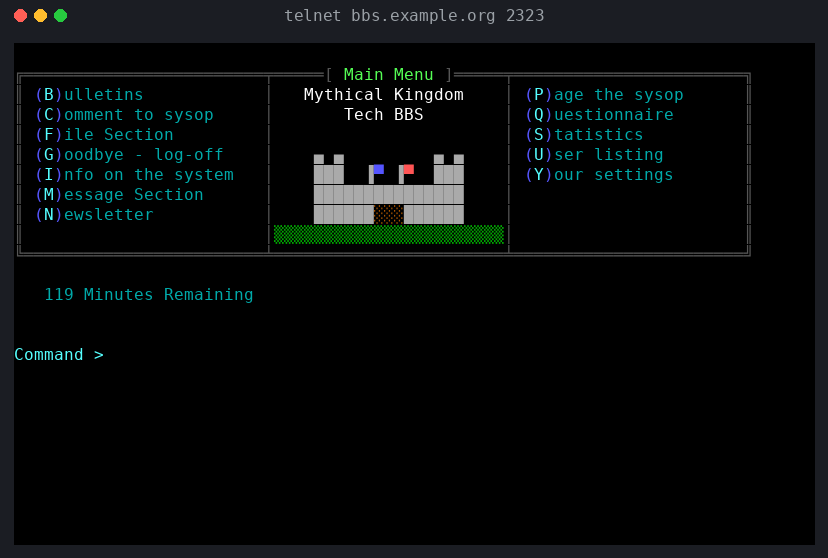 telnet bbs.example.org 2323
[ Main Menu ]
(B)ulletins Mythical Kingdom (P)age the sysop
(C)omment to sysop Tech BBS (Q)uestionnaire
(F)ile Section (S)tatistics
(G)oodbye - log-off (U)ser listing
(I)nfo on the system (Y)our settings
(M)essage Section
(N)ewsletter
119 Minutes Remaining
Command >